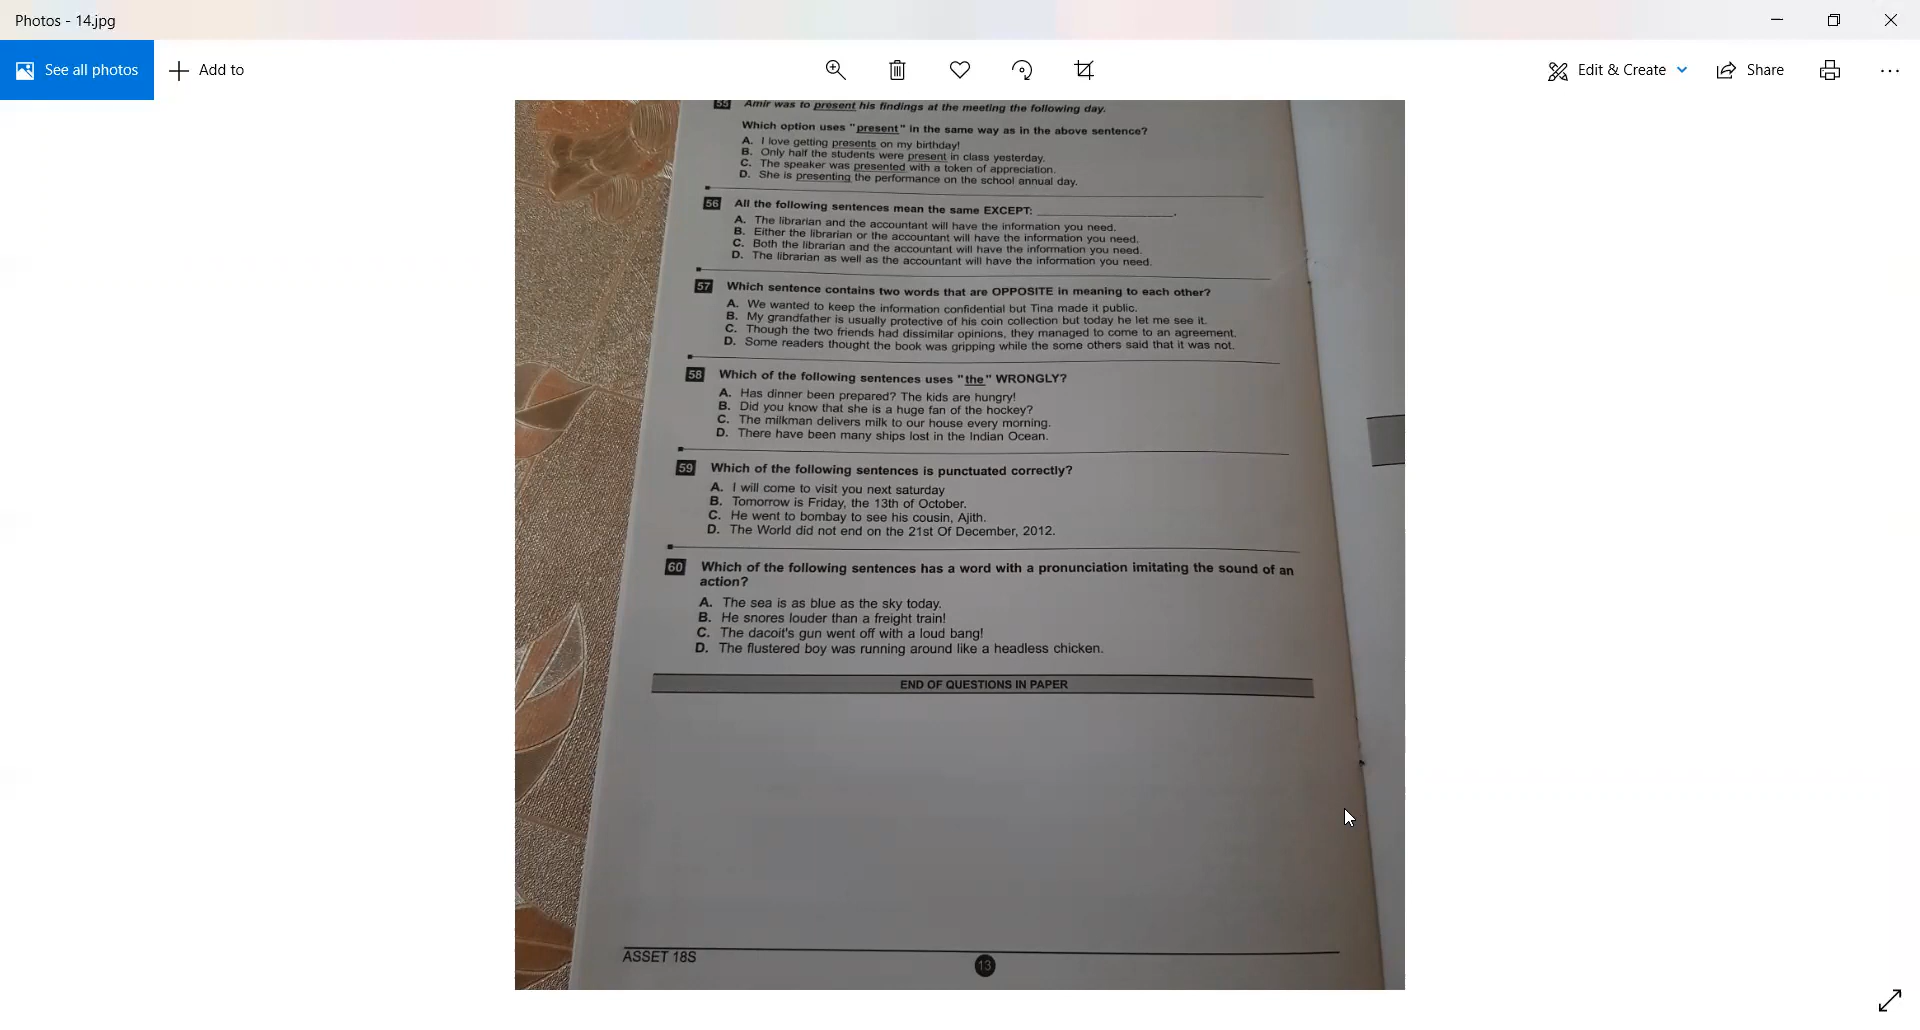 Photos - 14.jpg
See all photos
Add to
Edit & Create
Share
55 Amir was to present his findings at the meeting the following day.
Which option uses "present" in the same way as in the above sentence?
A. I love getting presents on my birthday!
B. Only half the students were present in class yesterday.
C. The speaker was presented with a token of appreciation.
D. She is presenting the performance on the school annual day.
56 All the following sentences mean the same EXCEPT: ____________________.
A. The librarian and the accountant will have the information you need.
B. Either the librarian or the accountant will have the information you need.
C. Both the librarian and the accountant will have the information you need.
D. The librarian as well as the accountant will have the information you need.
57 Which sentence contains two words that are OPPOSITE in meaning to each other?
A. We wanted to keep the information confidential but Tina made it public.
B. My grandfather is usually protective of his coin collection but today he let me see it.
C. Though the two friends had dissimilar opinions, they managed to come to an agreement.
D. Some readers thought the book was gripping while the some others said that it was not.
58 Which of the following sentences uses "the" WRONGLY?
A. Has dinner been prepared? The kids are hungry!
B. Did you know that she is a huge fan of the hockey?
C. The milkman delivers milk to our house every morning.
D. There have been many ships lost in the Indian Ocean.
59 Which of the following sentences is punctuated correctly?
A. I will come to visit you next saturday
B. Tomorrow is Friday, the 13th of October.
C. He went to bombay to see his cousin, Ajith.
D. The World did not end on the 21st Of December, 2012.
60 Which of the following sentences has a word with a pronunciation imitating the sound of an
action?
A. The sea is as blue as the sky today.
B. He snores louder than a freight train!
C. The dacoit's gun went off with a loud bang!
D. The flustered boy was running around like a headless chicken.
END OF QUESTIONS IN PAPER
ASSET 18S
13